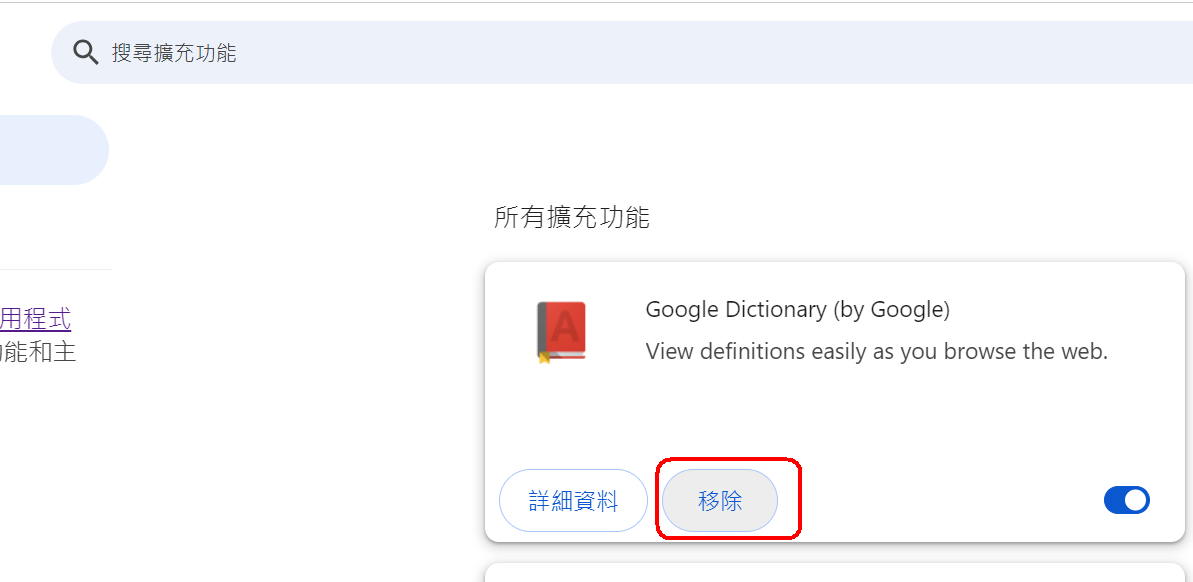 搜尋擴充功能
所有擴充功能
Google Dictionary (by Google)
View definitions easily as you browse the web.
用程式
能和主
詳細資料
移除